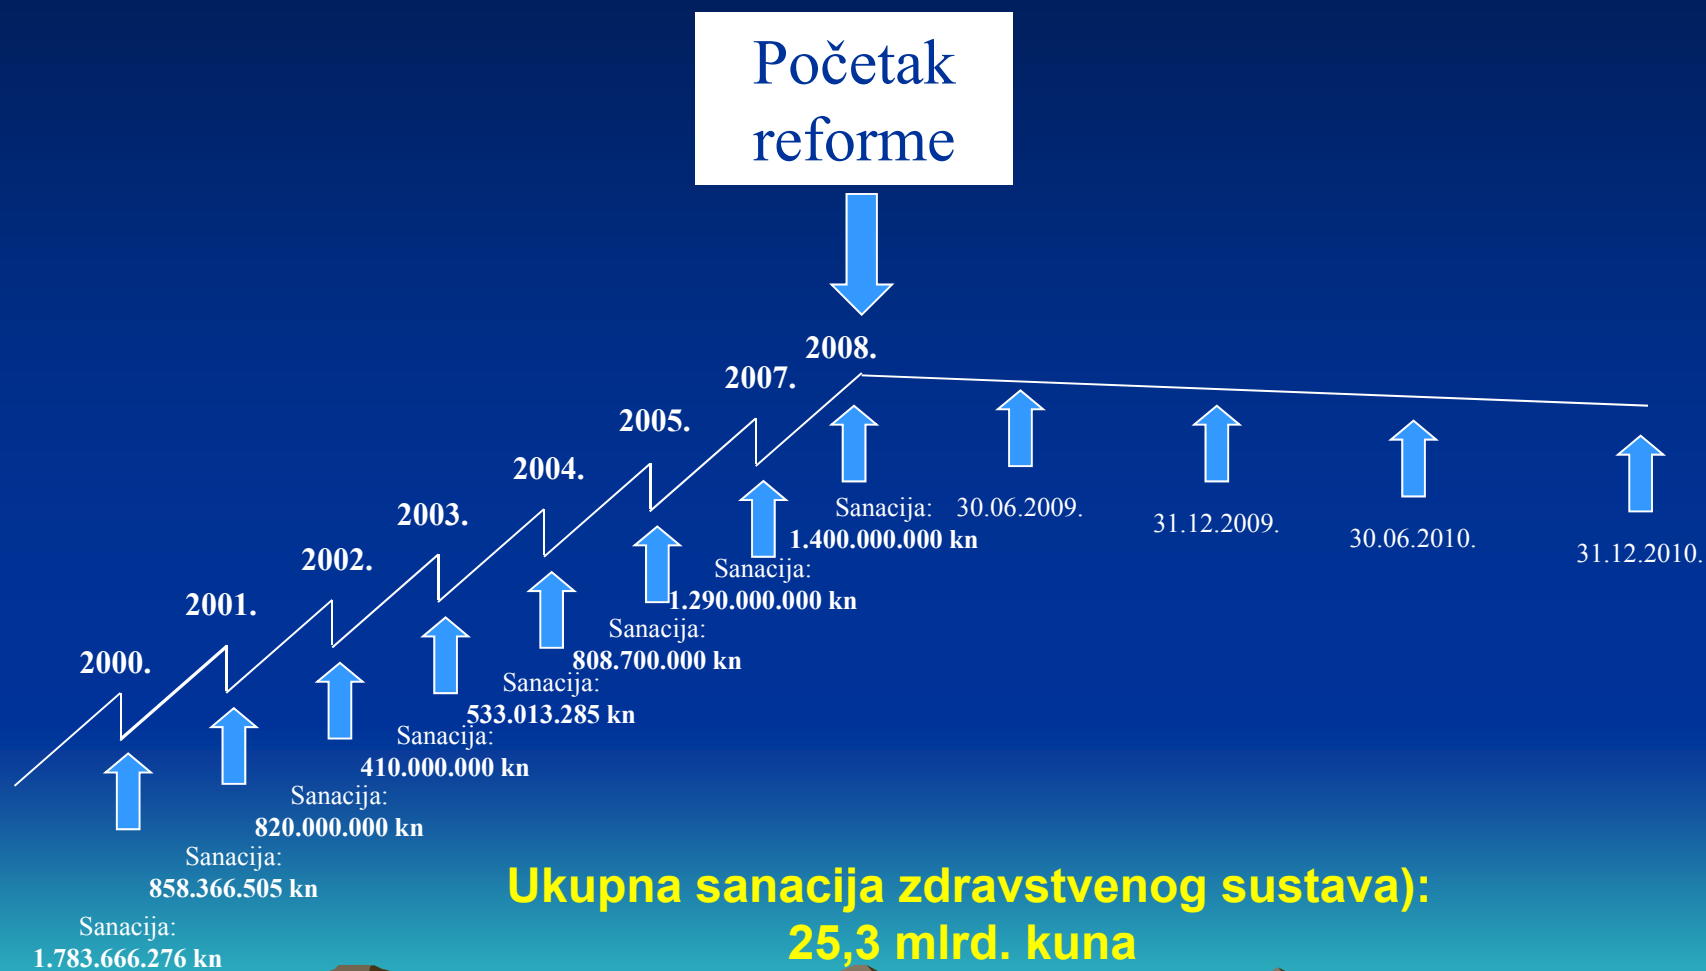 Početak
reforme
2008.
2007.
2005.
2004.
2003.
2002.
2001.
2000.
Sanacija:
1.400.000.000 kn
30.06.2009.
31.12.2009.
30.06.2010.
31.12.2010.
Sanacija:
1.290.000.000 kn
Sanacija:
808.700.000 kn
Sanacija:
533.013.285 kn
Sanacija:
410.000.000 kn
Sanacija:
820.000.000 kn
Sanacija:
858.366.505 kn
Sanacija:
1.783.666.276 kn
Ukupna sanacija zdravstvenog sustava):
25,3 mlrd. kuna